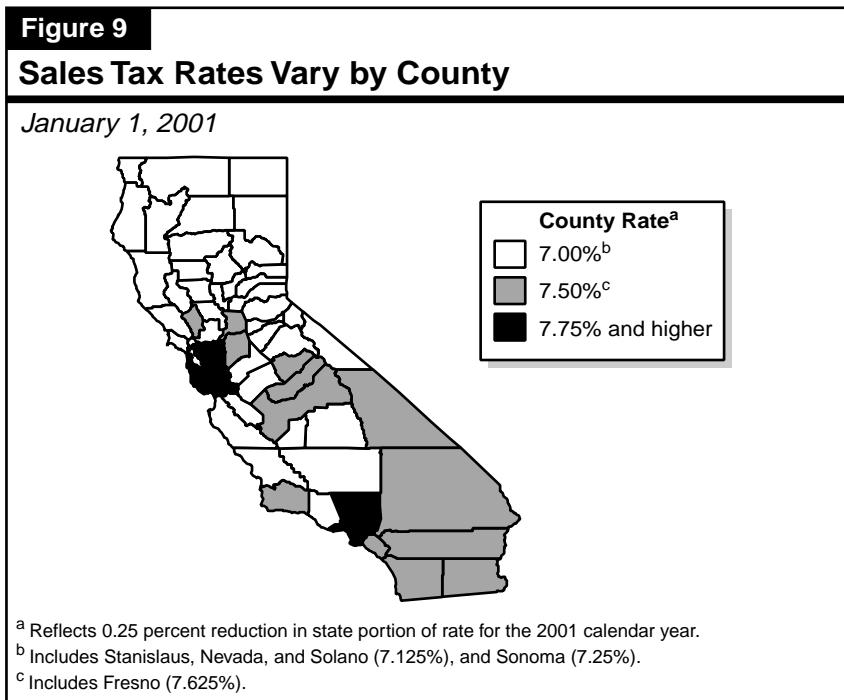 Figure 9
Sales Tax Rates Vary by County
January 1, 2001
County Rateᵃ
7.00%ᵇ
7.50%ᶜ
7.75% and higher
ᵃ Reflects 0.25 percent reduction in state portion of rate for the 2001 calendar year.
ᵇ Includes Stanislaus, Nevada, and Solano (7.125%), and Sonoma (7.25%).
ᶜ Includes Fresno (7.625%).